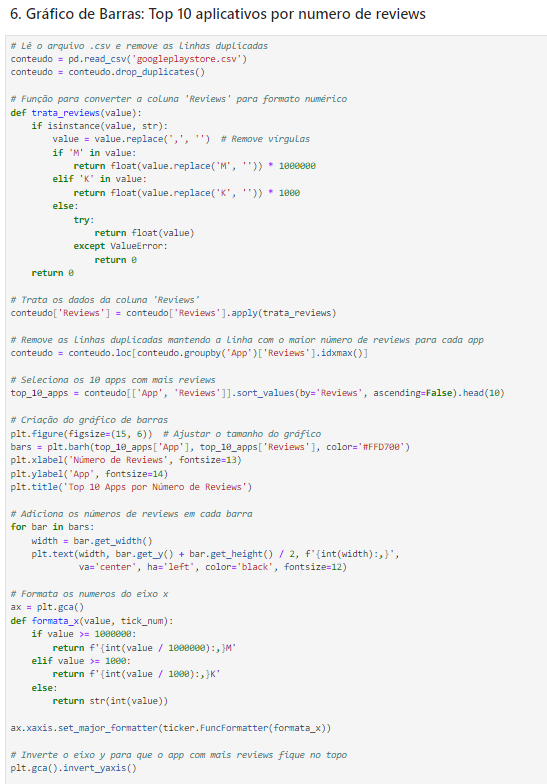 6. Gráfico de Barras: Top 10 aplicativos por numero de reviews
# Lê o arquivo .csv e remove as linhas duplicadas
conteudo = pd.read_csv('googleplaystore.csv')
conteudo = conteudo.drop_duplicates()
# Função para converter a coluna 'Reviews' para formato numérico
def trata_reviews(value):
    if isinstance(value, str):
        value = value.replace(',', '')  # Remove vírgulas
        if 'M' in value:
            return float(value.replace('M', '')) * 1000000
        elif 'K' in value:
            return float(value.replace('K', '')) * 1000
        else:
            try:
                return float(value)
            except ValueError:
                return 0
    return 0
# Trata os dados da coluna 'Reviews'
conteudo['Reviews'] = conteudo['Reviews'].apply(trata_reviews)
# Remove as linhas duplicadas mantendo a linha com o maior número de reviews para cada app
conteudo = conteudo.loc[conteudo.groupby('App')['Reviews'].idxmax()]
# Seleciona os 10 apps com mais reviews
top_10_apps = conteudo[['App', 'Reviews']].sort_values(by='Reviews', ascending=False).head(10)
# Criação do gráfico de barras
plt.figure(figsize=(15, 6))  # Ajustar o tamanho do gráfico
bars = plt.barh(top_10_apps['App'], top_10_apps['Reviews'], color='#FFD700')
plt.xlabel('Número de Reviews', fontsize=13)
plt.ylabel('App', fontsize=14)
plt.title('Top 10 Apps por Número de Reviews')
# Adiciona os números de reviews em cada barra
for bar in bars:
    width = bar.get_width()
    plt.text(width, bar.get_y() + bar.get_height() / 2, f'{int(width):,}',
             va='center', ha='left', color='black', fontsize=12)
# Formata os numeros do eixo x
ax = plt.gca()
def formata_x(value, tick_num):
    if value >= 1000000:
        return f'{int(value / 1000000):,}M'
    elif value >= 1000:
        return f'{int(value / 1000):,}K'
    else:
        return str(int(value))
ax.xaxis.set_major_formatter(ticker.FuncFormatter(formata_x))
# Inverte o eixo y para que o app com mais reviews fique no topo
plt.gca().invert_yaxis()